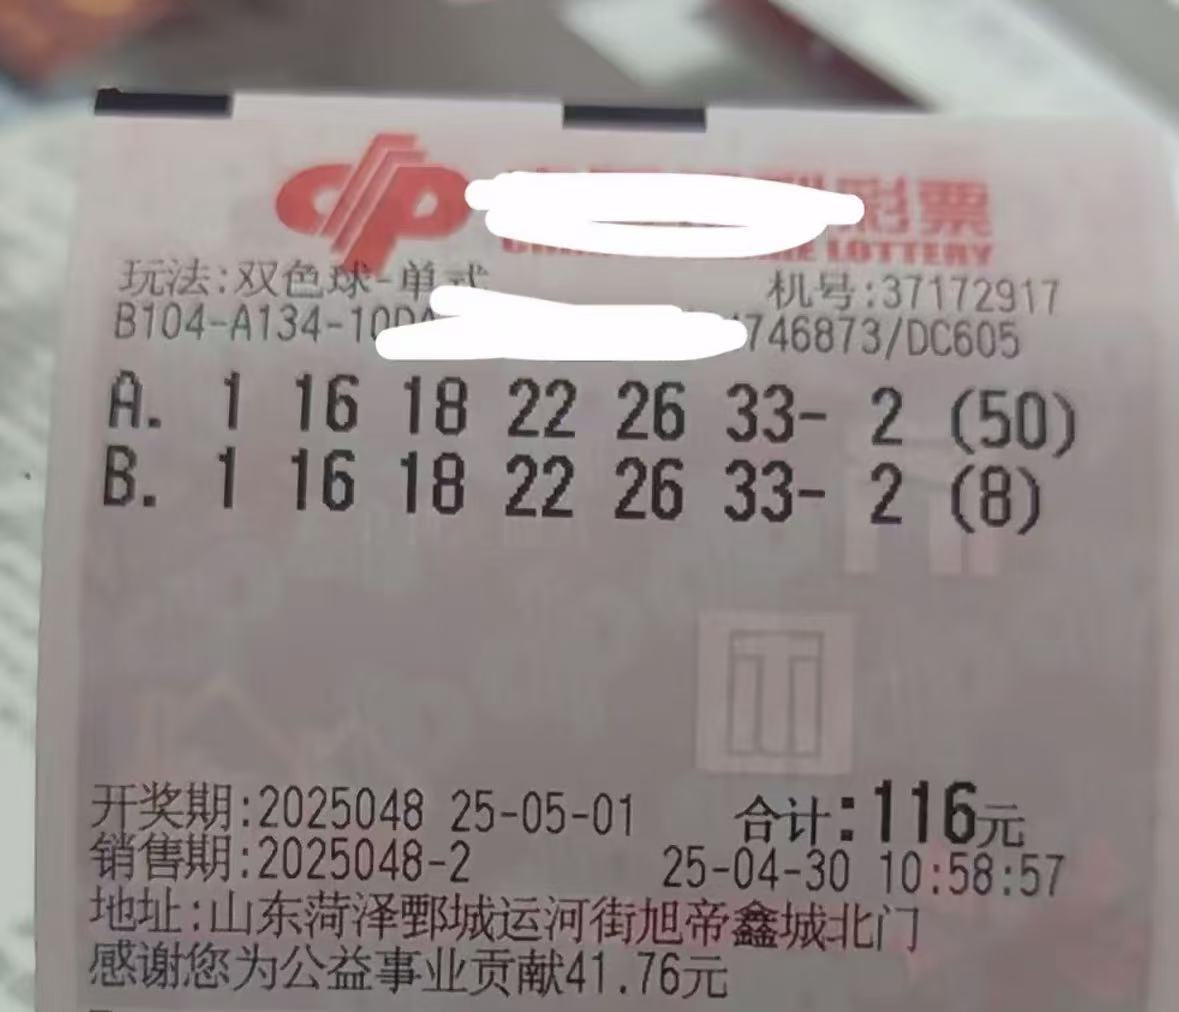 彩票
LOTTERY
玩法:双色球-单式
机号:37172917
B104-A134-10D 746873/DC605
A. 1 16 18 22 26 33- 2 (50)
B. 1 16 18 22 26 33- 2 (8)
开奖期:2025048 25-05-01 合计:116元
销售期:2025048-2 25-04-30 10:58:57
地址:山东菏泽鄄城运河街旭帝鑫城北门
感谢您为公益事业贡献41.76元